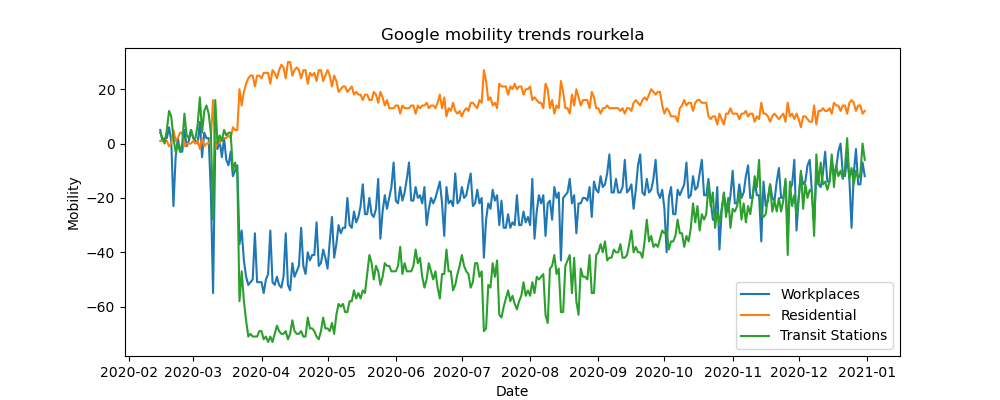 Google mobility trends rourkela
Mobility
20
0
−20
−40
−60
Workplaces
Residential
Transit Stations
2020-02 2020-03 2020-04 2020-05 2020-06 2020-07 2020-08 2020-09 2020-10 2020-11 2020-12 2021-01
Date